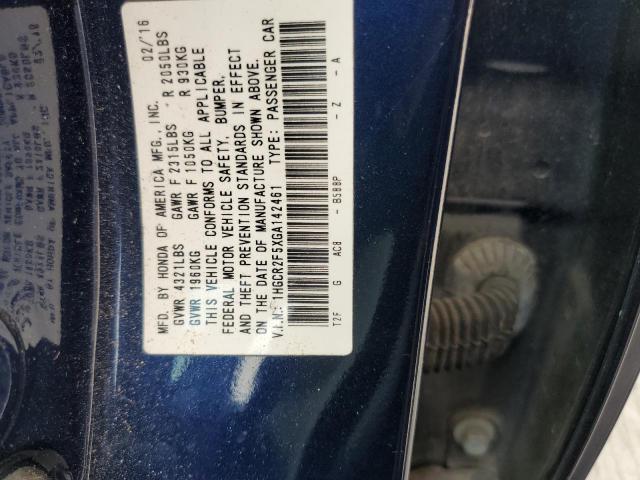 MFD. BY HONDA OF AMERICA MFG., INC. 02/'16
GVWR 4321LBS GAWR F 2315LBS R 2050LBS
GVWR 1960KG GAWR F 1050KG R 930KG
THIS VEHICLE CONFORMS TO ALL APPLICABLE
FEDERAL MOTOR VEHICLE SAFETY, BUMPER,
AND THEFT PREVENTION STANDARDS IN EFFECT
ON THE DATE OF MANUFACTURE SHOWN ABOVE.
V.I.N.: 1HGCR2F5XGA142461 TYPE: PASSENGER CAR
T2F G AC8 - B588P - Z - A